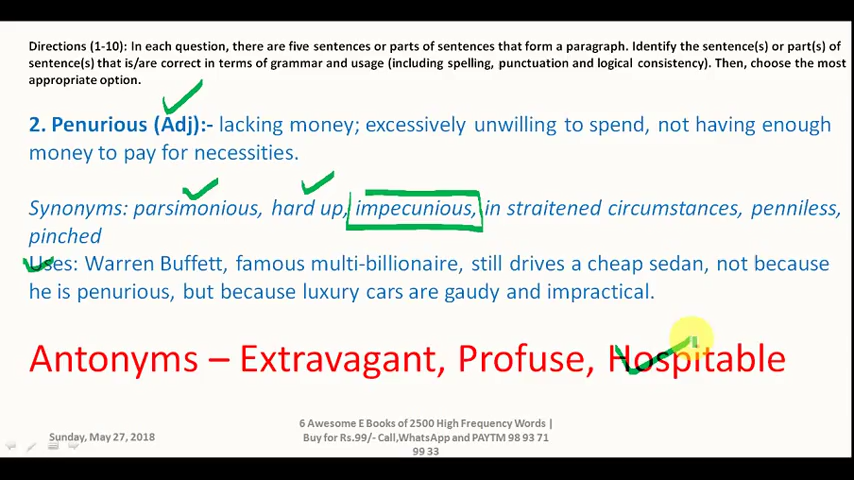 Directions (1-10): In each question, there are five sentences or parts of sentences that form a paragraph. Identify the sentence(s) or part(s) of
sentence(s) that is/are correct in terms of grammar and usage (including spelling, punctuation and logical consistency). Then, choose the most
appropriate option.
2. Penurious (Adj):- lacking money; excessively unwilling to spend, not having enough
money to pay for necessities.
Synonyms: parsimonious, hard up, impecunious, in straitened circumstances, penniless,
pinched
Uses: Warren Buffett, famous multi-billionaire, still drives a cheap sedan, not because
he is penurious, but because luxury cars are gaudy and impractical.
Antonyms – Extravagant, Profuse, Hospitable
Sunday, May 27, 2018
6 Awesome E Books of 2500 High Frequency Words |
Buy for Rs.99/- Call,WhatsApp and PAYTM 98 93 71
99 33